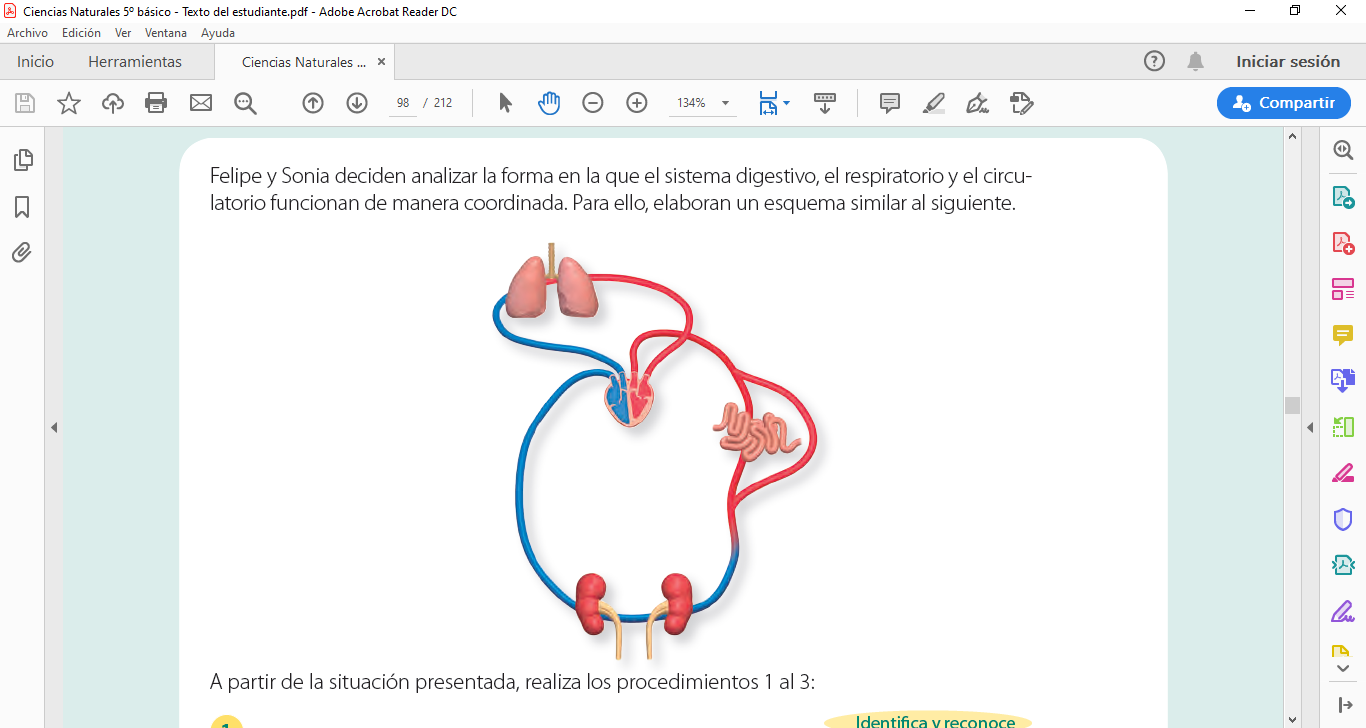 Ciencias Naturales 5º básico - Texto del estudiante.pdf - Adobe Acrobat Reader DC
Archivo Edición Ver Ventana Ayuda
Inicio Herramientas Ciencias Naturales ... × Iniciar sesión
98 / 212 134% Compartir
Felipe y Sonia deciden analizar la forma en la que el sistema digestivo, el respiratorio y el circu-
latorio funcionan de manera coordinada. Para ello, elaboran un esquema similar al siguiente.
A partir de la situación presentada, realiza los procedimientos 1 al 3:
1 Identifica y reconoce